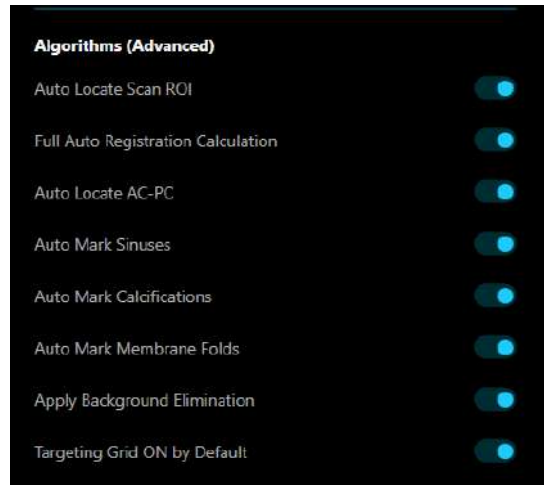 Algorithms (Advanced)
Auto Locate Scan ROI
Full Auto Registration Calculation
Auto Locate AC-PC
Auto Mark Sinuses
Auto Mark Calcifications
Auto Mark Membrane Folds
Apply Background Elimination
Targeting Grid ON by Default